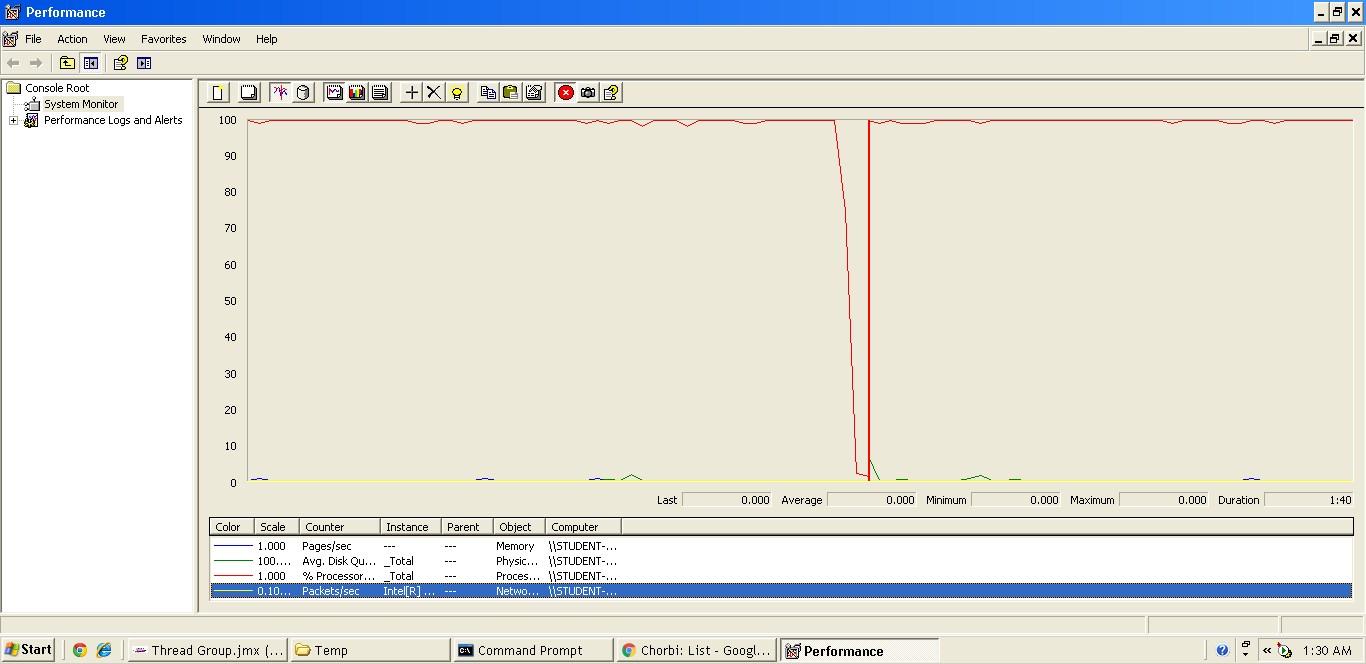 Performance
File Action View Favorites Window Help
Console Root
System Monitor
Performance Logs and Alerts
100
90
80
70
60
50
40
30
20
10
0
Last 0.000 Average 0.000 Minimum 0.000 Maximum 0.000 Duration 1:40
Color Scale Counter Instance Parent Object Computer
1.000 Pages/sec --- --- Memory \\STUDENT-...
100.... Avg. Disk Qu... _Total --- Physic... \\STUDENT-...
1.000 % Processor... _Total --- Proces... \\STUDENT-...
0.10... Packets/sec Intel[R] ... --- Netwo... \\STUDENT-...
Start Thread Group.jmx (... Temp Command Prompt Chorbi: List - Googl... Performance 1:30 AM